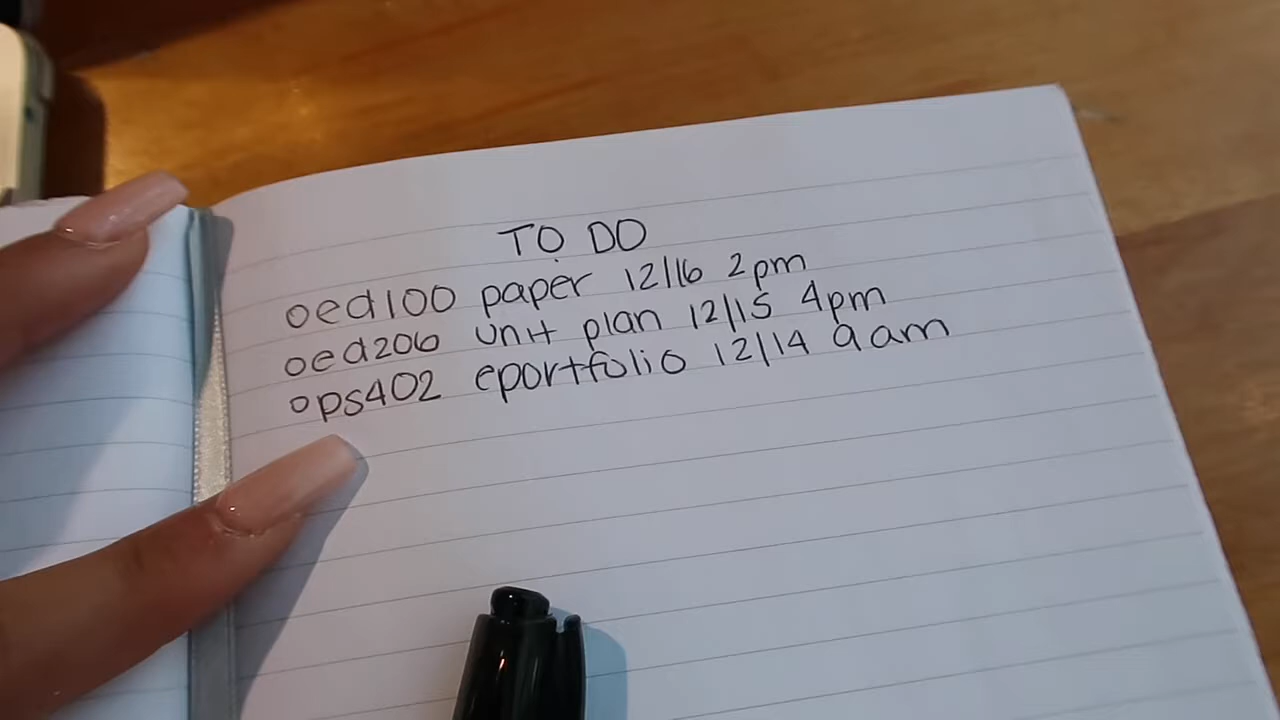 TO DO
oed100 paper 12/16 2pm
oed206 unit plan 12/15 4pm
ops402 eportfolio 12/14 9am